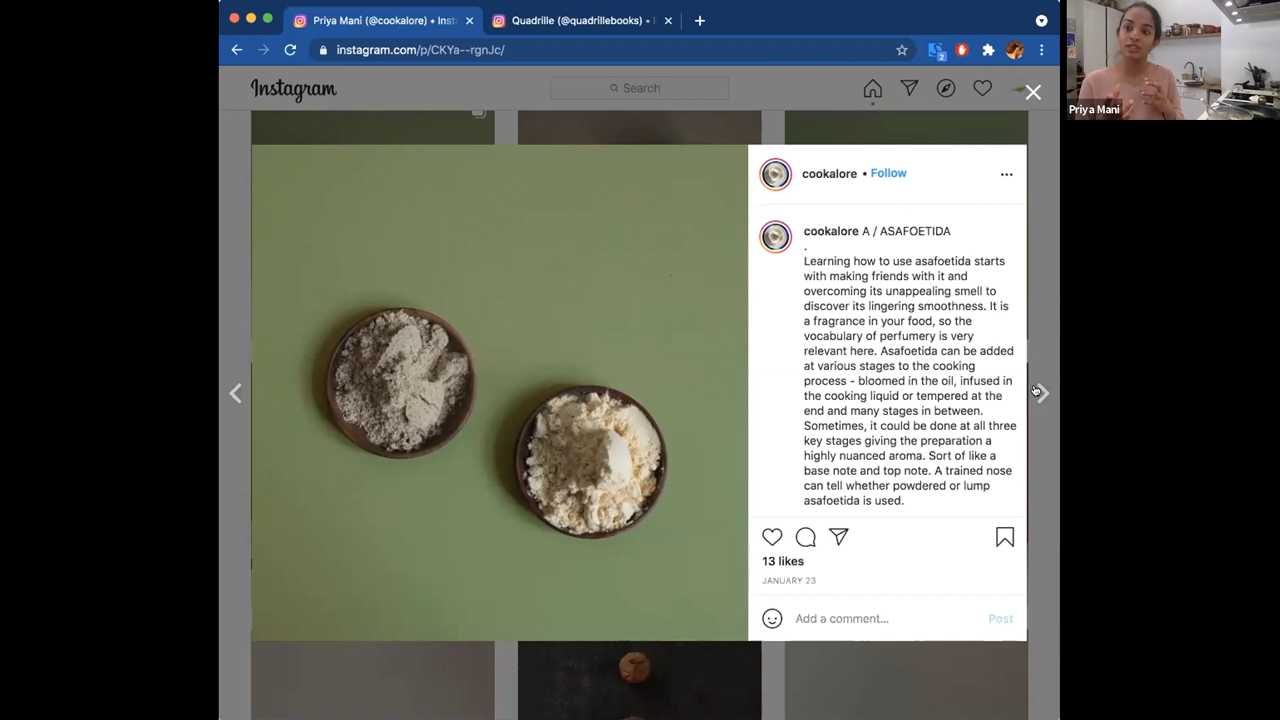 Priya Mani (@cookalore) • Inst
Quadrille (@quadrillebooks) •
instagram.com/p/CKYa--rgnJc/
2
Priya Mani
Instagram
Search
cookalore • Follow
cookalore A / ASAFOETIDA
.
Learning how to use asafoetida starts
with making friends with it and
overcoming its unappealing smell to
discover its lingering smoothness. It is
a fragrance in your food, so the
vocabulary of perfumery is very
relevant here. Asafoetida can be added
at various stages to the cooking
process - bloomed in the oil, infused in
the cooking liquid or tempered at the
end and many stages in between.
Sometimes, it could be done at all three
key stages giving the preparation a
highly nuanced aroma. Sort of like a
base note and top note. A trained nose
can tell whether powdered or lump
asafoetida is used.
13 likes
JANUARY 23
Add a comment...
Post